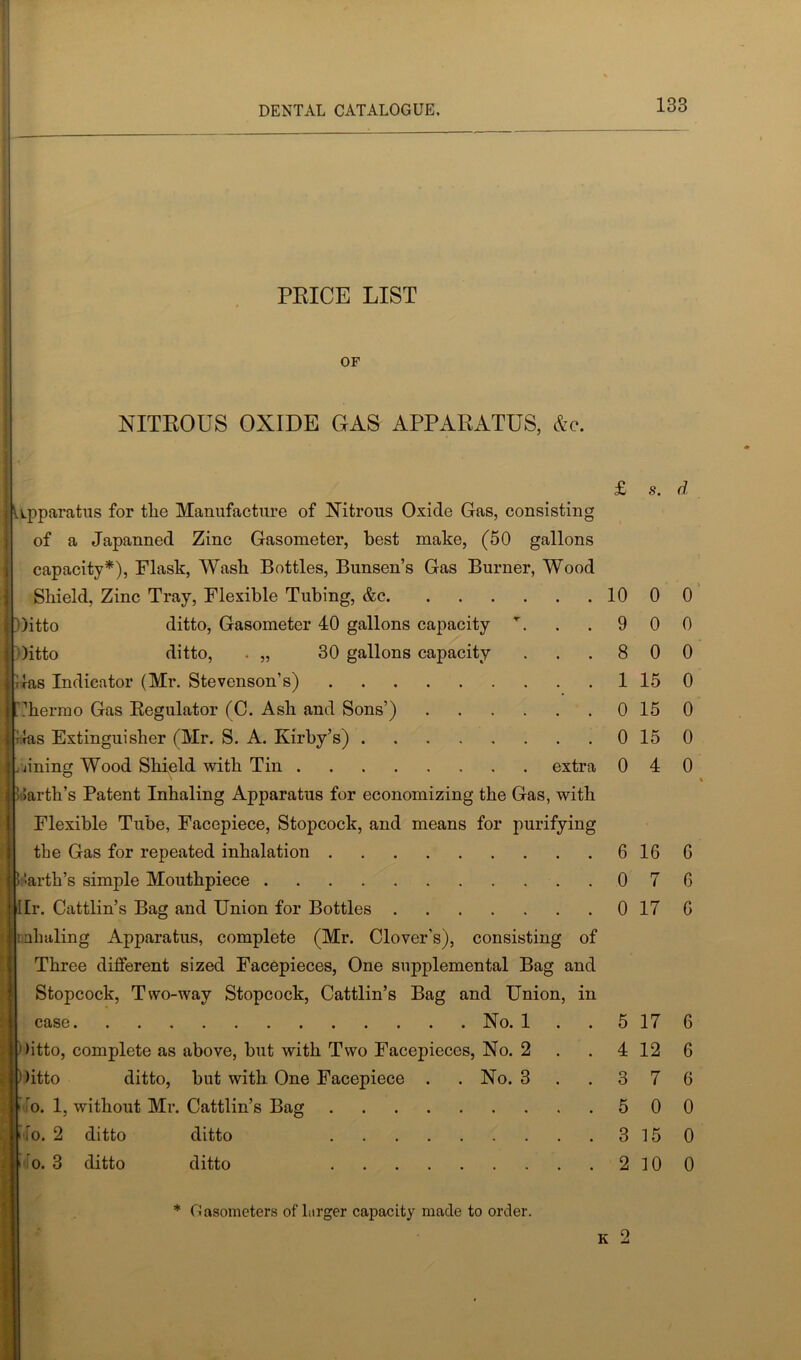 DENTAL CATALOGUE.
133
PRICE LIST
OF
NITROUS OXIDE GAS APPARATUS, &c.
£ s. d
Apparatus for the Manufacture of Nitrous Oxide Gas, consisting
of a Japanned Zinc Gasometer, best make, (50 gallons
capacity*), Flask, Wash Bottles, Bunsen's Gas Burner, Wood
Shield, Zinc Tray, Flexible Tubing, &c. . . . . . . 10 0 0
Ditto ditto, Gasometer 40 gallons capacity . . . 9 0 0
Ditto ditto, „ 30 gallons capacity . . . 8 0 0
Gas Indicator (Mr. Stevenson's) . . . . . . . . . 1 15 0
Thermo Gas Regulator (C. Ash and Sons') . . . . . . 0 15 0
Gas Extinguisher (Mr. S. A. Kirby's) . . . . . . . . 0 15 0
Lining Wood Shield with Tin . . . . . . . . extra 0 4 0
Barth's Patent Inhaling Apparatus for economizing the Gas, with
Flexible Tube, Facepiece, Stopcock, and means for purifying
the Gas for repeated inhalation . . . . . . . . . 6 16 6
Barth's simple Mouthpiece . . . . . . . . . . . 0 7 6
Mr. Cattlin's Bag and Union for Bottles . . . . . . . 0 17 6
Inhaling Apparatus, complete (Mr. Clover's), consisting of
Three different sized Facepieces, One supplemental Bag and
Stopcock, Two-way Stopcock, Cattlin's Bag and Union, in
case. . . . . . . . . . . . . No. 1 . . 5 17 6
Ditto, complete as above, but with Two Facepieces, No. 2 . . 4 12 6
Ditto ditto, but with One Facepiece . . No. 3 . . 3 7 6
No. 1, without Mr. Cattlin's Bag . . . . . . . . . 5 0 0
No. 2 ditto ditto . . . . . . . . . 3 15 0
No. 3 ditto ditto . . . . . . . . . 2 10 0
* Gasometers of larger capacity made to order.
K 2